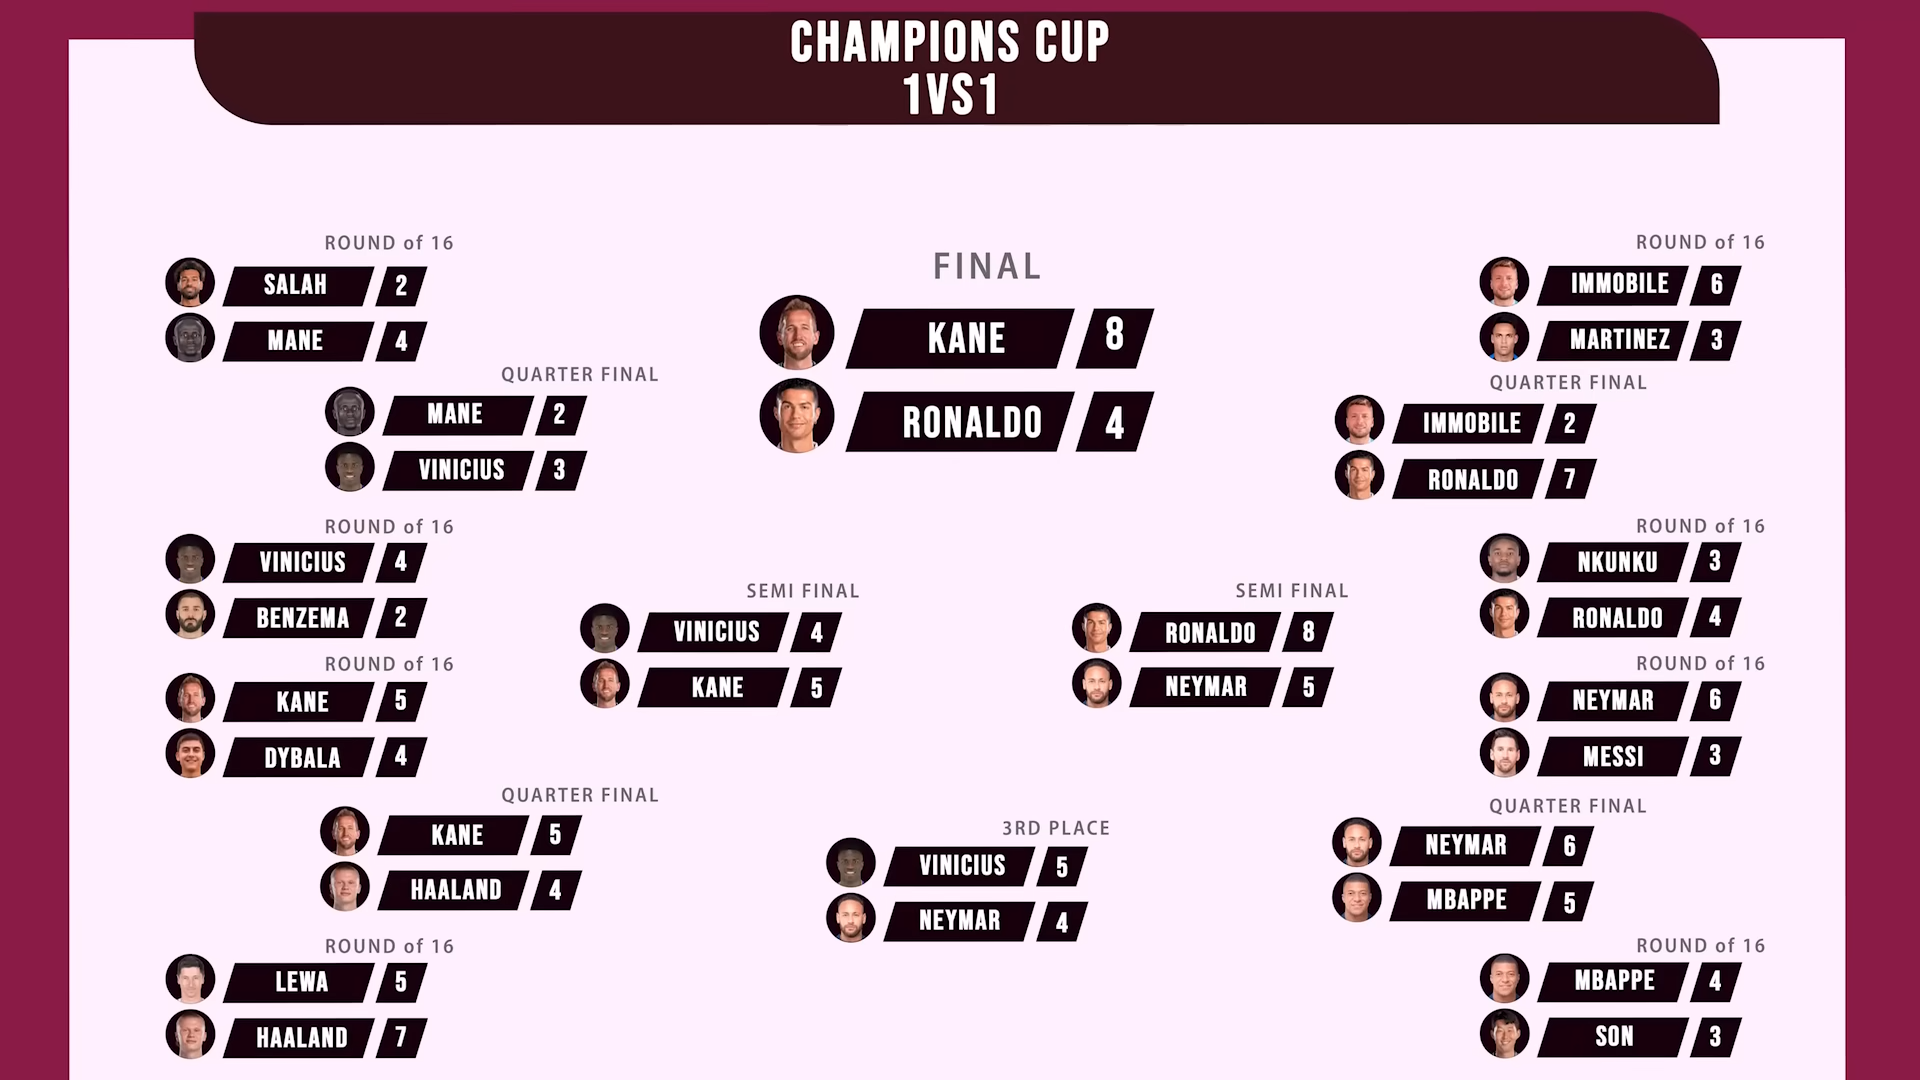 CHAMPIONS CUP
1VS1
ROUND of 16
SALAH 2
MANE 4
QUARTER FINAL
MANE 2
VINICIUS 3
ROUND of 16
VINICIUS 4
BENZEMA 2
ROUND of 16
KANE 5
DYBALA 4
QUARTER FINAL
KANE 5
HAALAND 4
ROUND of 16
LEWA 5
HAALAND 7
SEMI FINAL
VINICIUS 4
KANE 5
FINAL
KANE 8
RONALDO 4
3RD PLACE
VINICIUS 5
NEYMAR 4
SEMI FINAL
RONALDO 8
NEYMAR 5
ROUND of 16
IMMOBILE 6
MARTINEZ 3
QUARTER FINAL
IMMOBILE 2
RONALDO 7
ROUND of 16
NKUNKU 3
RONALDO 4
ROUND of 16
NEYMAR 6
MESSI 3
QUARTER FINAL
NEYMAR 6
MBAPPE 5
ROUND of 16
MBAPPE 4
SON 3